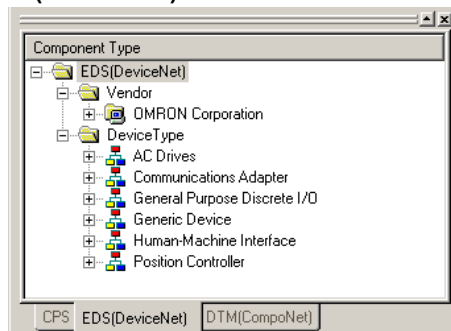 Component Type
EDS(DeviceNet)
Vendor
OMRON Corporation
DeviceType
AC Drives
Communications Adapter
General Purpose Discrete I/O
Generic Device
Human-Machine Interface
Position Controller
CPS EDS(DeviceNet) DTM(CompoNet)